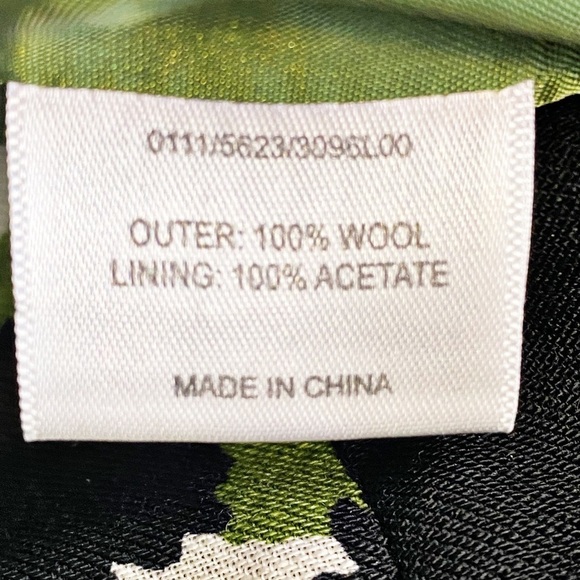 0111/5623/3096L00
OUTER: 100% WOOL
LINING: 100% ACETATE
MADE IN CHINA